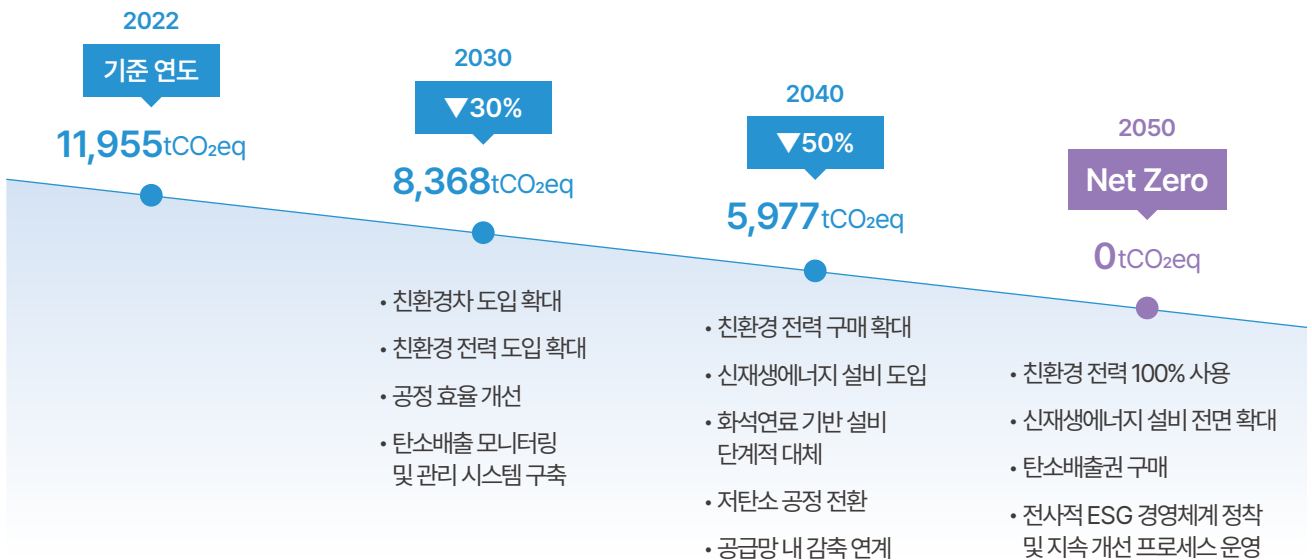 2022
기준 연도
11,955tCO₂eq
2030
▼30%
8,368tCO₂eq
• 친환경차 도입 확대
• 친환경 전력 도입 확대
• 공정 효율 개선
• 탄소배출 모니터링
및 관리 시스템 구축
2040
▼50%
5,977tCO₂eq
• 친환경 전력 구매 확대
• 신재생에너지 설비 도입
• 화석연료 기반 설비
단계적 대체
• 저탄소 공정 전환
• 공급망 내 감축 연계
2050
Net Zero
0tCO₂eq
• 친환경 전력 100% 사용
• 신재생에너지 설비 전면 확대
• 탄소배출권 구매
• 전사적 ESG 경영체계 정착
및 지속 개선 프로세스 운영